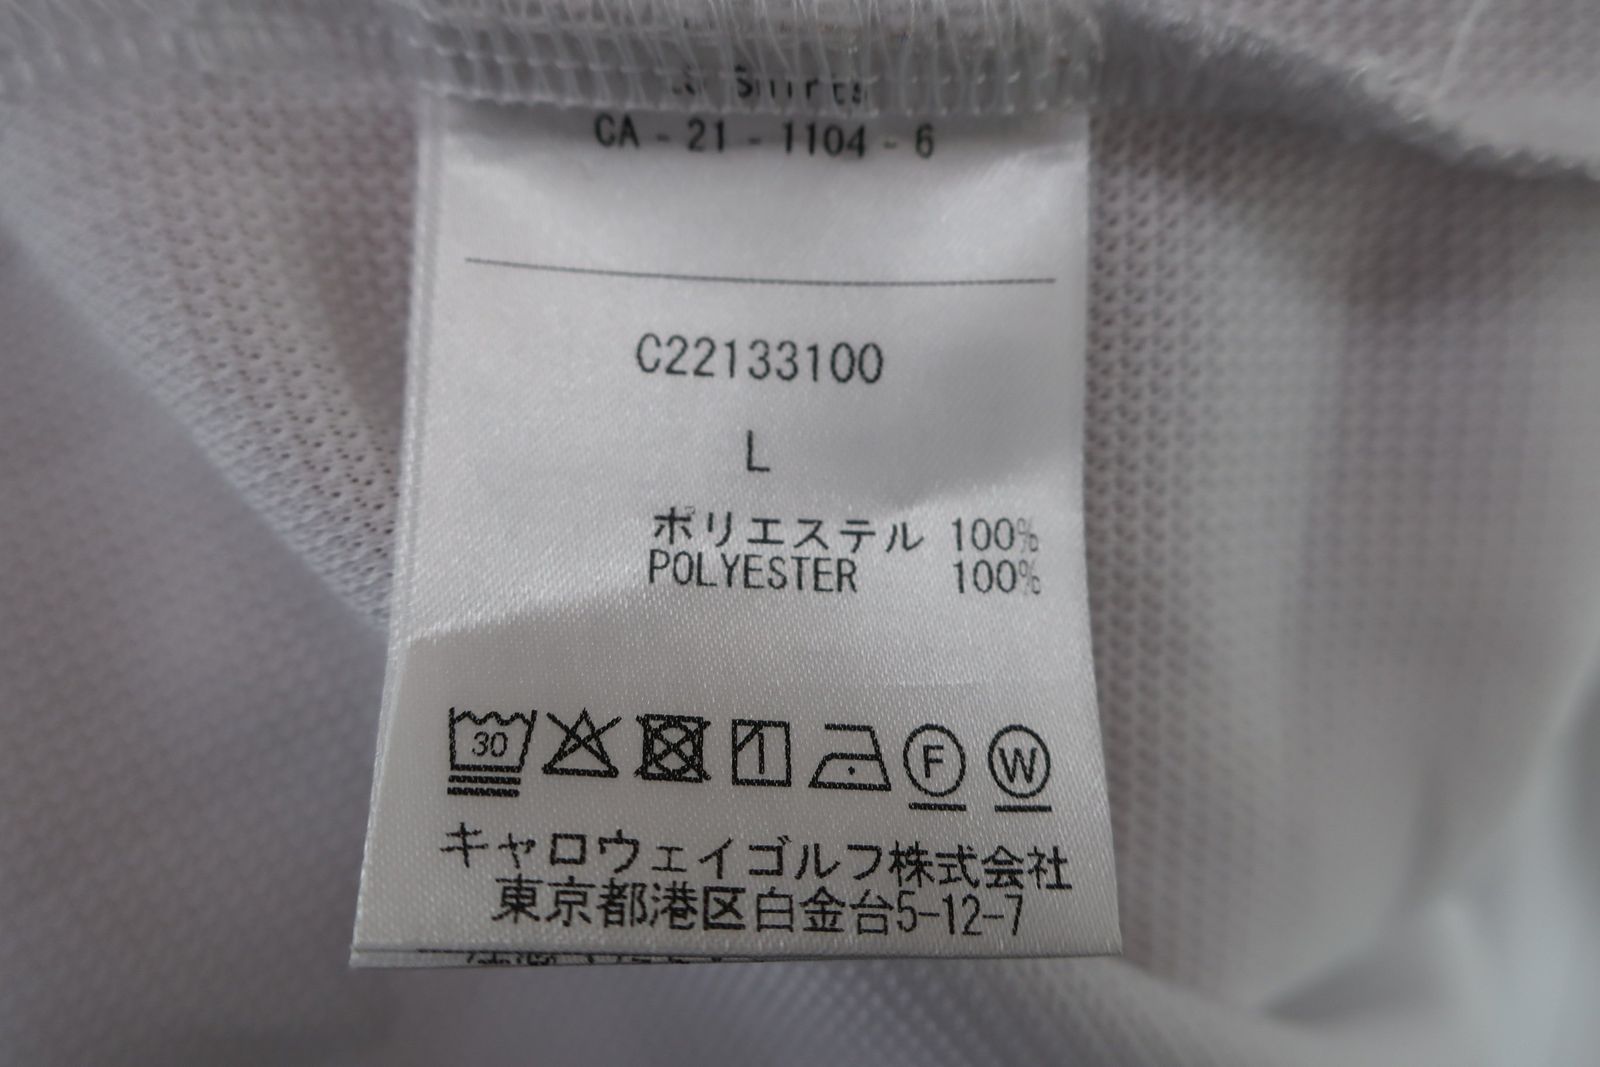 & Shirts
CA - 21 - 1104 - 6
C22133100
L
ポリエステル 100%
POLYESTER 100%
30
F W
キャロウェイゴルフ株式会社
東京都港区白金台5-12-7